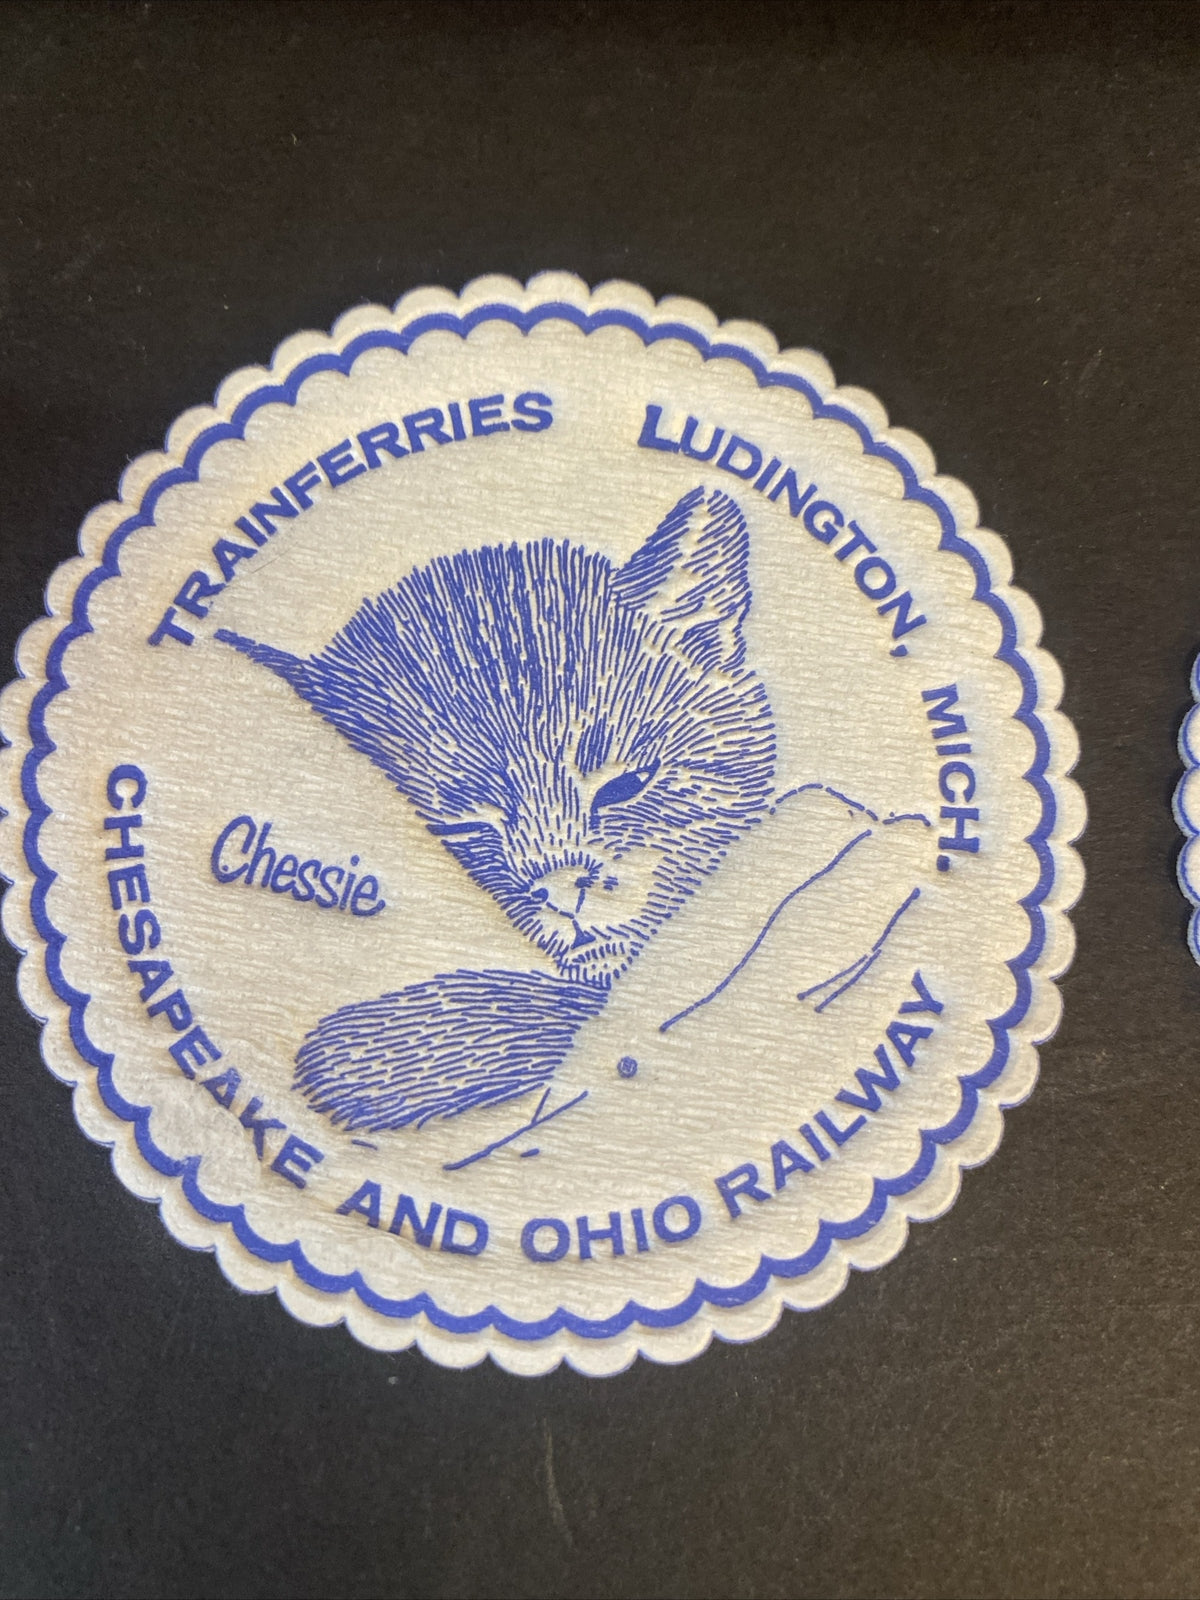 TRAINFERRIES LUDINGTON, MICH.
Chessie
CHESAPEAKE AND OHIO RAILWAY